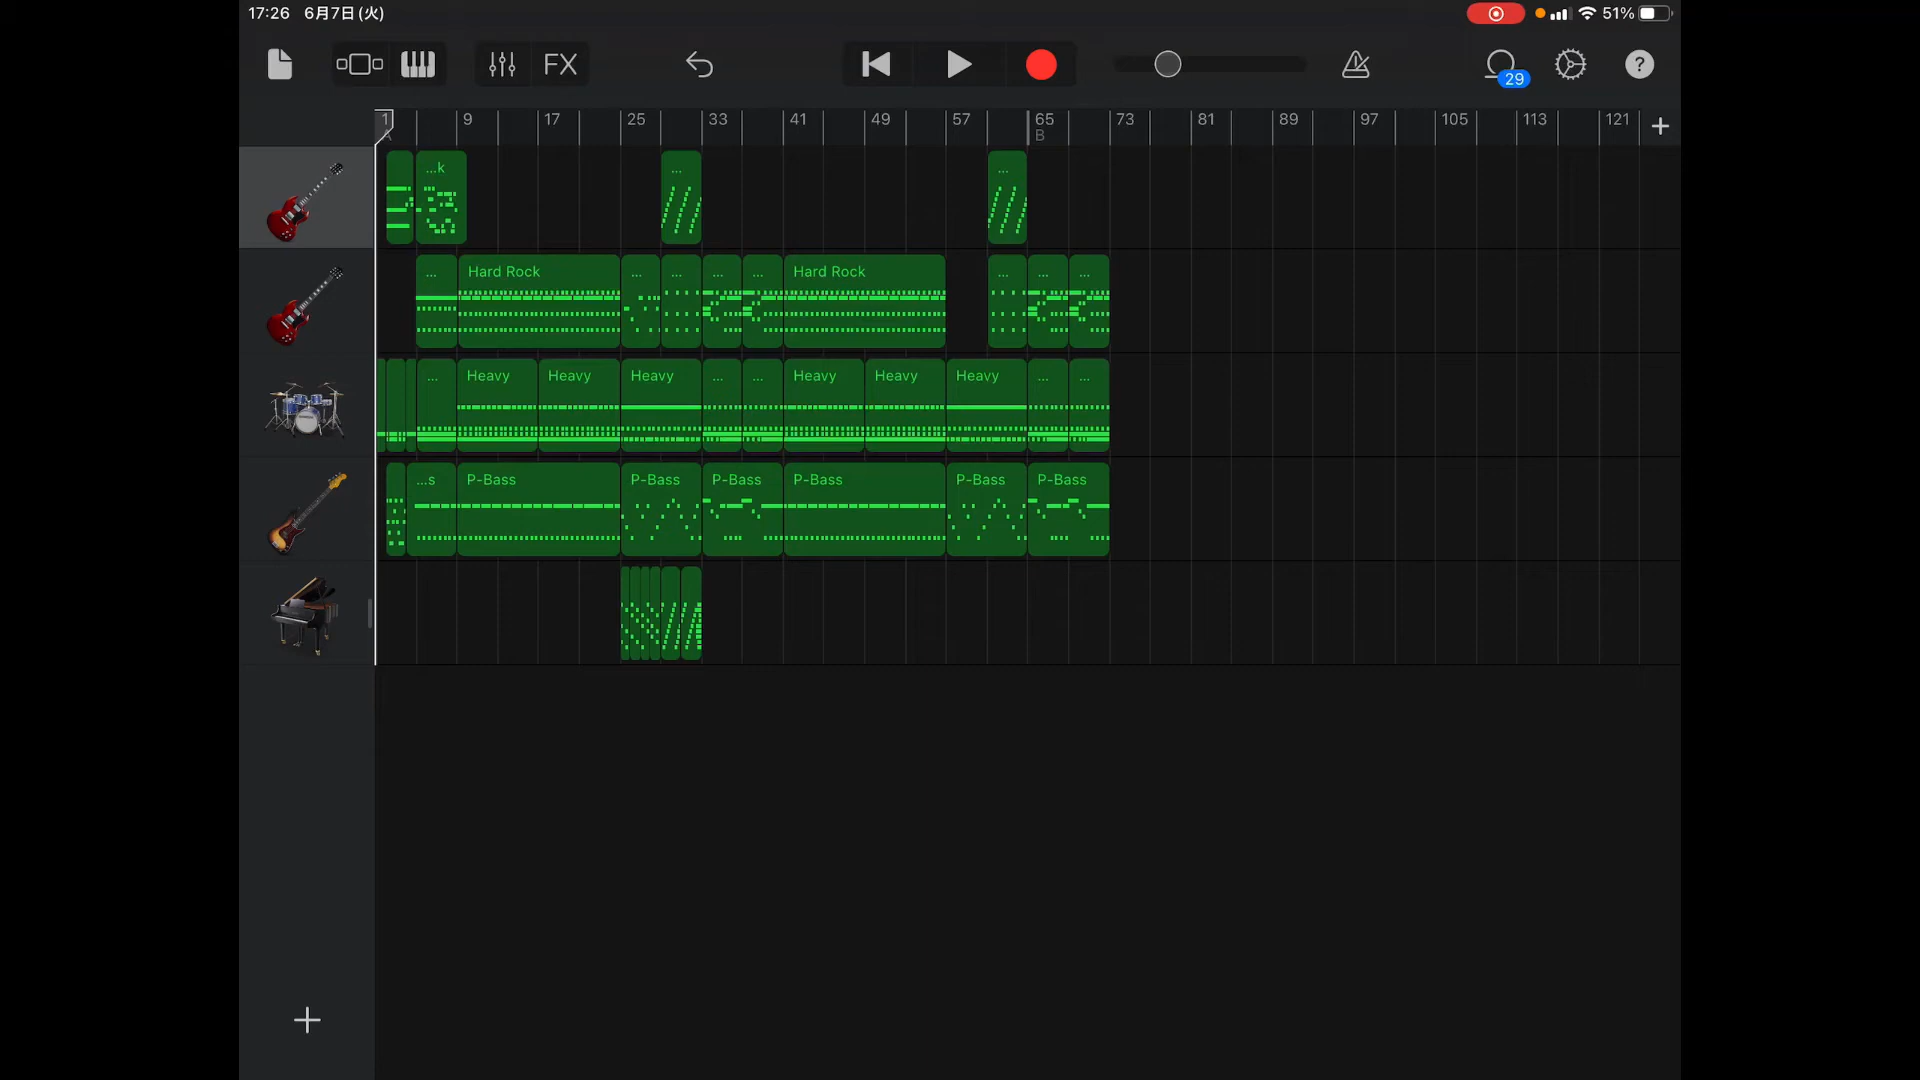 17:26 6月7日(火) 51%
FX 29 ?
1 9 17 25 33 41 49 57 65 73 81 89 97 105 113 121
A B
...k ... ...
... Hard Rock ... ... ... ... Hard Rock ... ... ...
... Heavy Heavy Heavy ... ... Heavy Heavy Heavy ... ...
...s P-Bass P-Bass P-Bass P-Bass P-Bass P-Bass